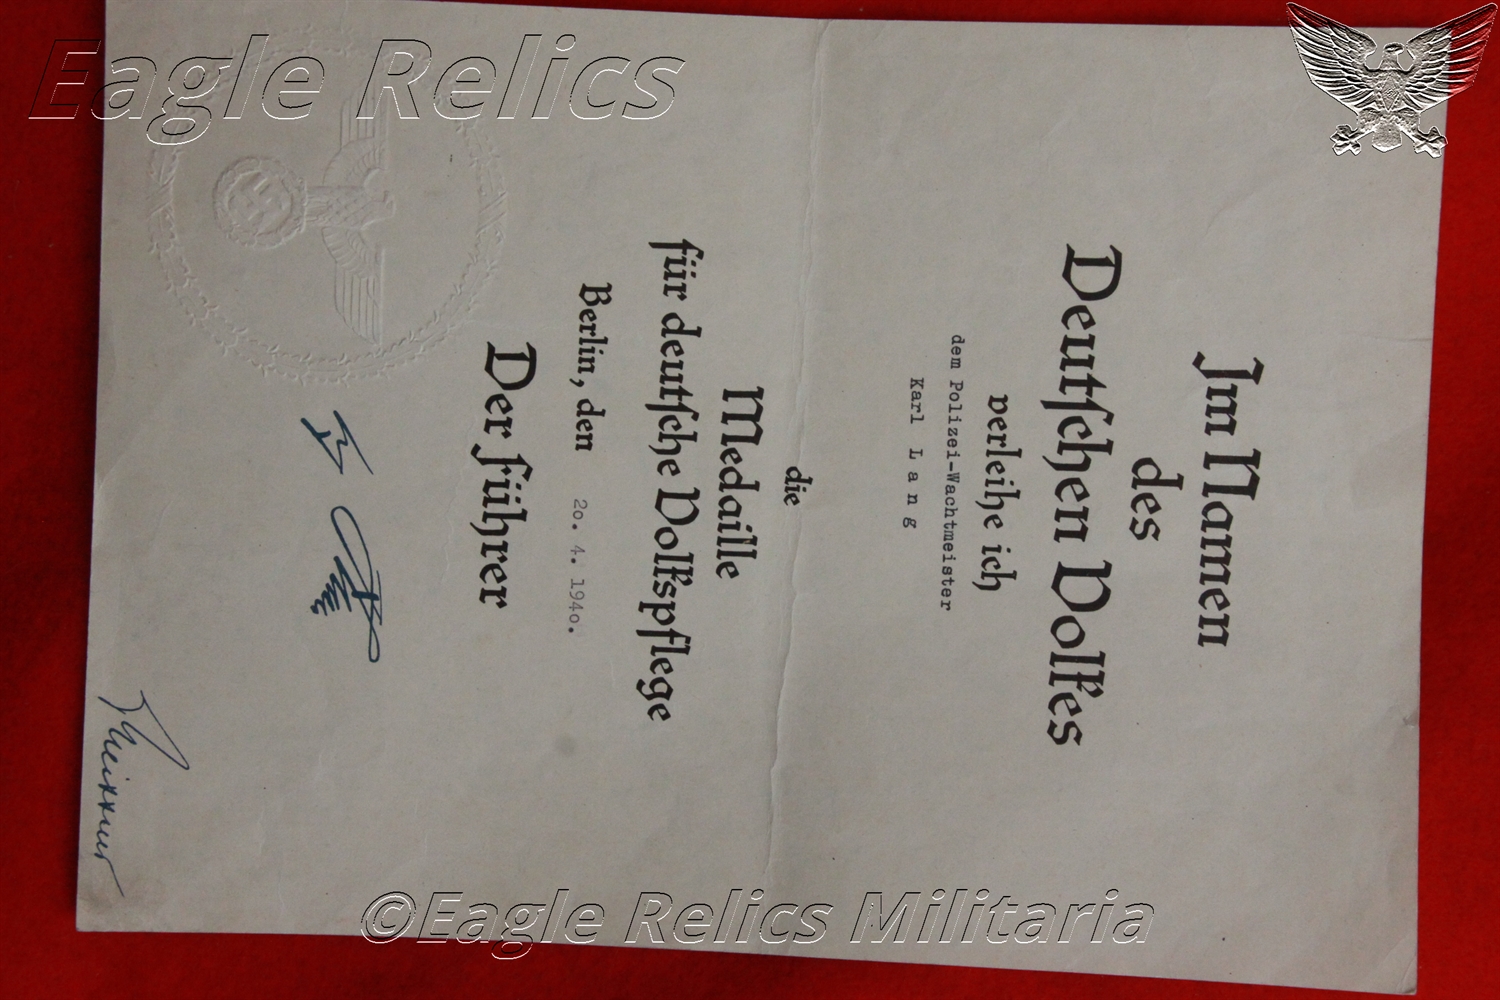 Eagle Relics
Im Namen
des
Deutschen Volkes
verleihe ich
dem Polizei-Wachtmeister
Karl Lang
die
Medaille
für deutsche Volkspflege
Berlin, den 20. 4. 1940.
Der Führer
©Eagle Relics Militaria